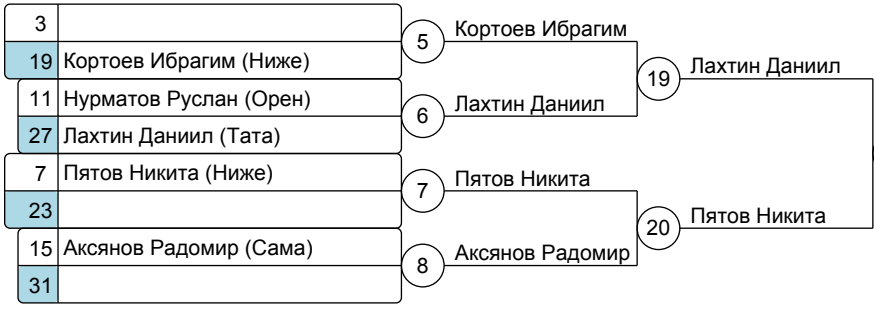 3
19 Кортоев Ибрагим (Ниже)
5
Кортоев Ибрагим
11 Нурматов Руслан (Орен)
27 Лахтин Даниил (Тата)
6
Лахтин Даниил
19
Лахтин Даниил
7 Пятов Никита (Ниже)
23
7
Пятов Никита
15 Аксянов Радомир (Сама)
31
8
Аксянов Радомир
20
Пятов Никита